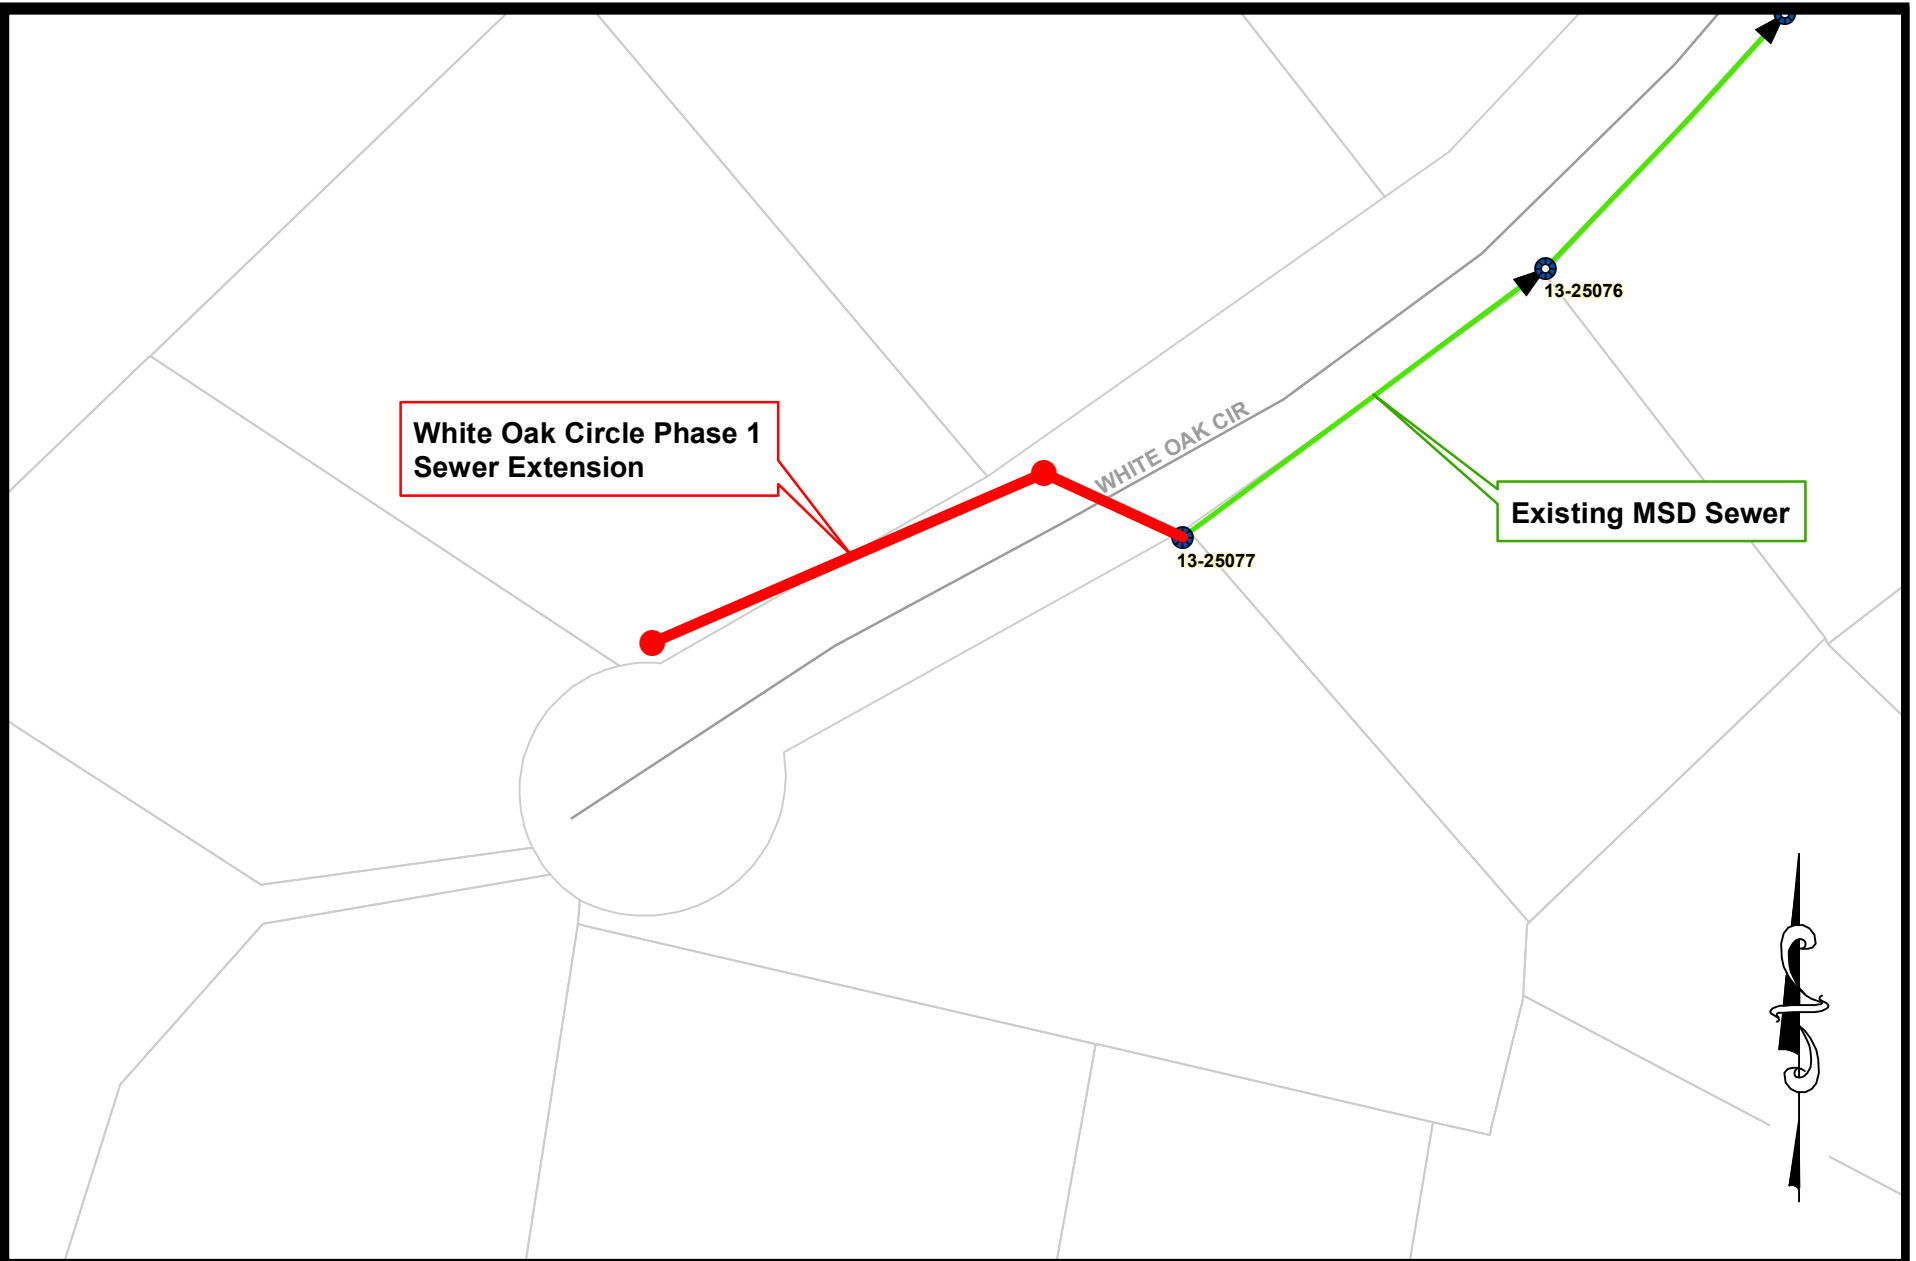 White Oak Circle Phase 1
Sewer Extension
WHITE OAK CIR
13-25076
Existing MSD Sewer
13-25077